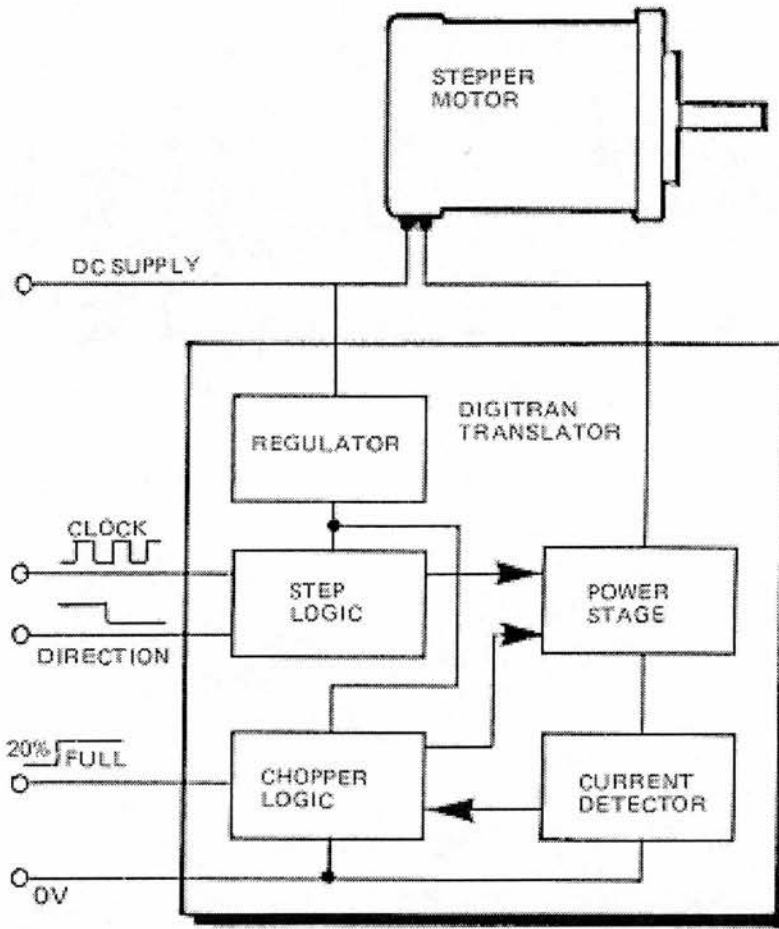 STEPPER
MOTOR
DC SUPPLY
DIGITRAN
TRANSLATOR
REGULATOR
CLOCK
STEP
LOGIC
POWER
STAGE
DIRECTION
20% FULL
CHOPPER
LOGIC
CURRENT
DETECTOR
0V